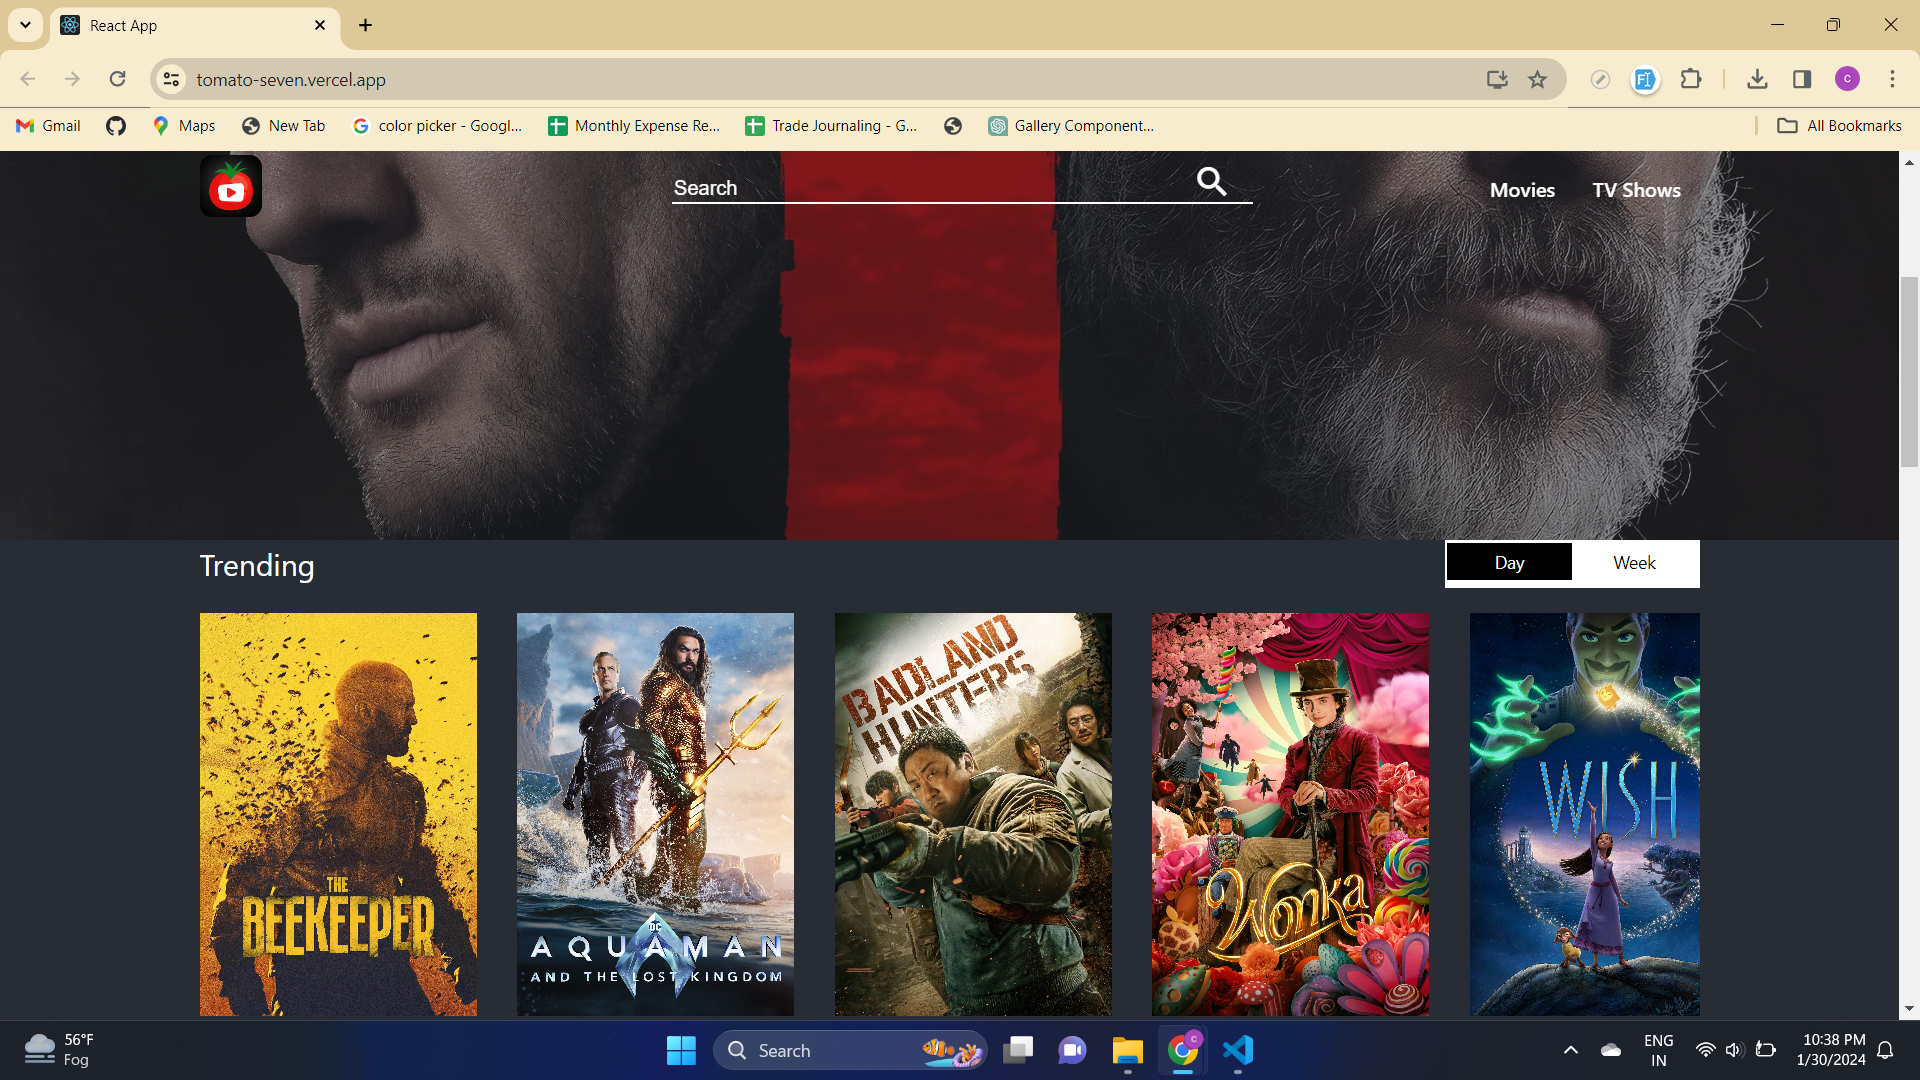 React App
tomato-seven.vercel.app
Gmail
Maps
New Tab
color picker - Googl...
Monthly Expense Re...
Trade Journaling - G...
Gallery Component...
All Bookmarks
Search
Movies
TV Shows
Trending
Day
Week
THE
BEEKEEPER
DC
AQUAMAN
AND THE LOST KINGDOM
BADLAND
HUNTERS
Wonka
WISH
56°F
Fog
Search
ENG
IN
10:38 PM
1/30/2024